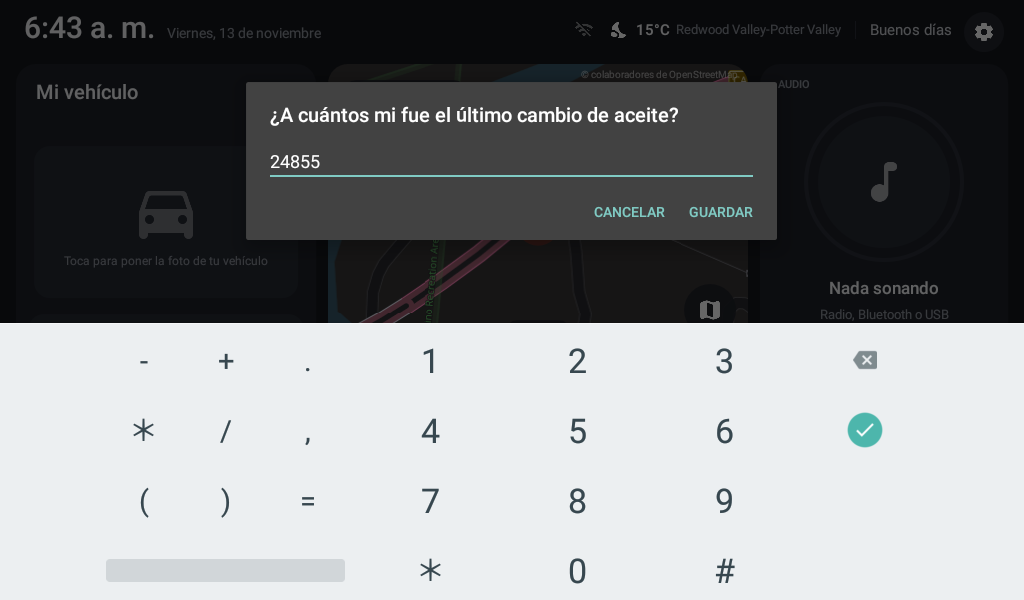 6:43 a. m.
Viernes, 13 de noviembre
15°C Redwood Valley-Potter Valley
Buenos días
Mi vehículo
© colaboradores de OpenStreetMap
AUDIO
¿A cuántos mi fue el último cambio de aceite?
24855
CANCELAR GUARDAR
Toca para poner la foto de tu vehículo
Nada sonando
Radio, Bluetooth o USB
- + . 1 2 3
* / , 4 5 6
( ) = 7 8 9
* 0 #